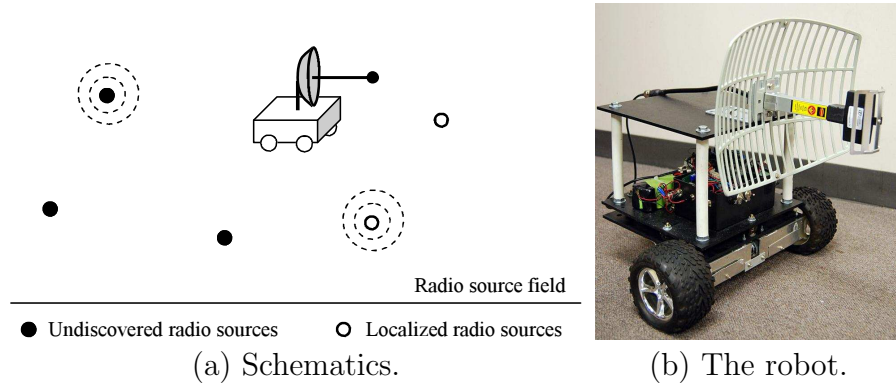 Radio source field
Undiscovered radio sources
Localized radio sources
(a) Schematics.
(b) The robot.